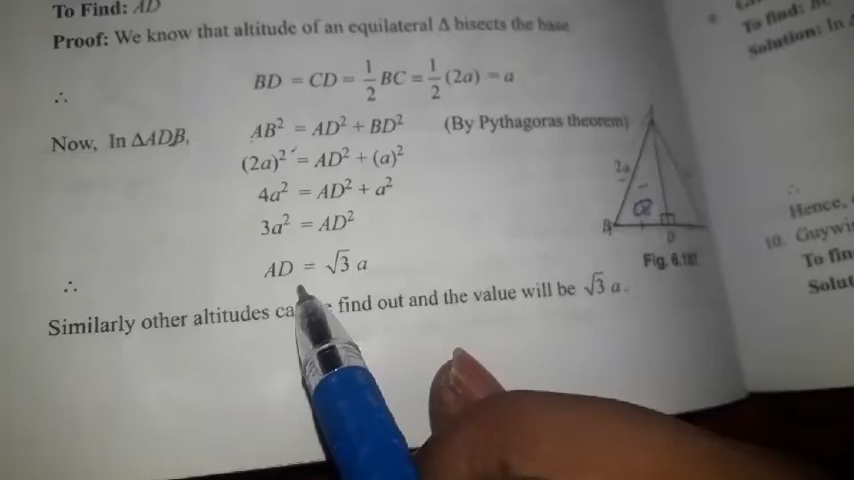 To Find: AD
Proof: We know that altitude of an equilateral Δ bisects the base
∴ BD = CD = 1/2 BC = 1/2 (2a) = a
Now, In ΔADB, AB² = AD² + BD² (By Pythagoras theorem)
(2a)² = AD² + (a)²
4a² = AD² + a²
3a² = AD²
∴ AD = √3 a
Similarly other altitudes ca find out and the value will be √3 a.
2a
B
D
Fig. 6.
To find:
Solution: In
∴
Hence,
10. Guywi
To fin
Solut